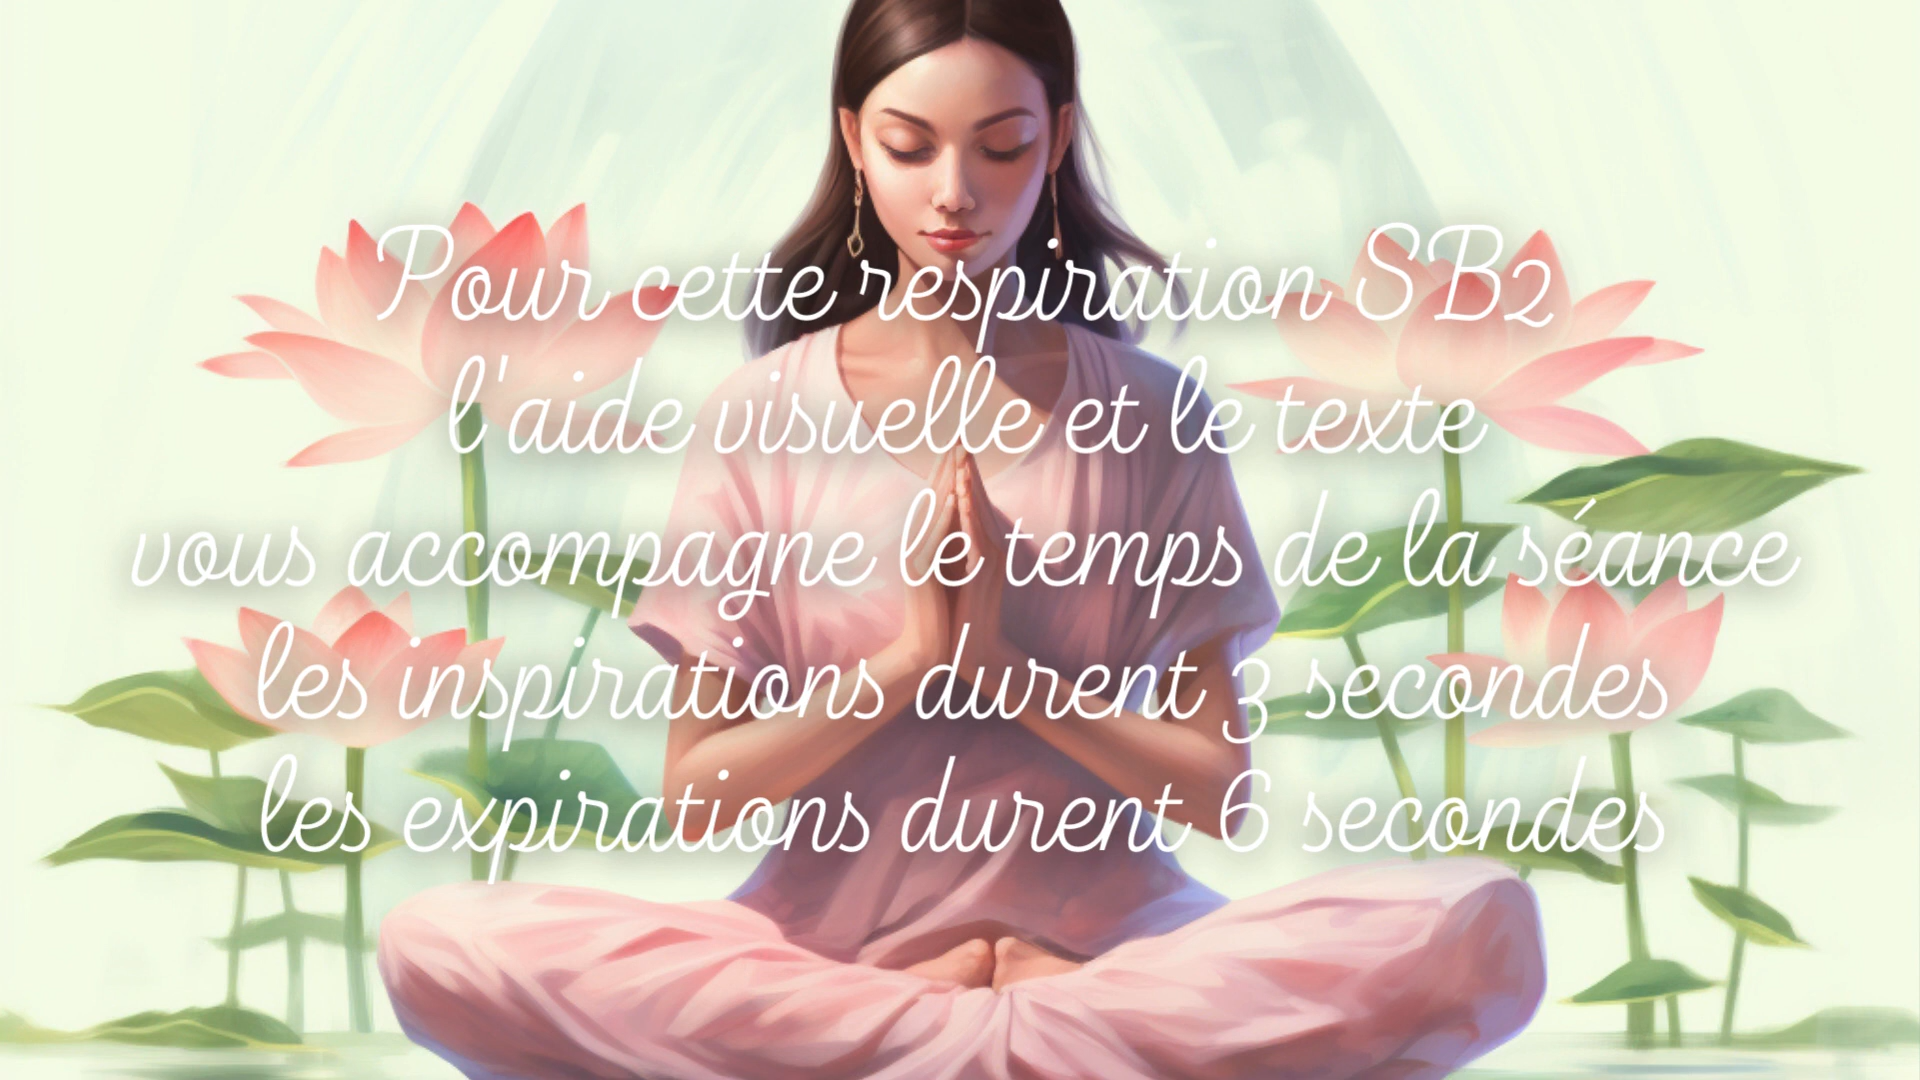 Pour cette respiration SB2
l'aide visuelle et le texte
vous accompagne le temps de la séance
les inspirations durent 3 secondes
les expirations durent 6 secondes